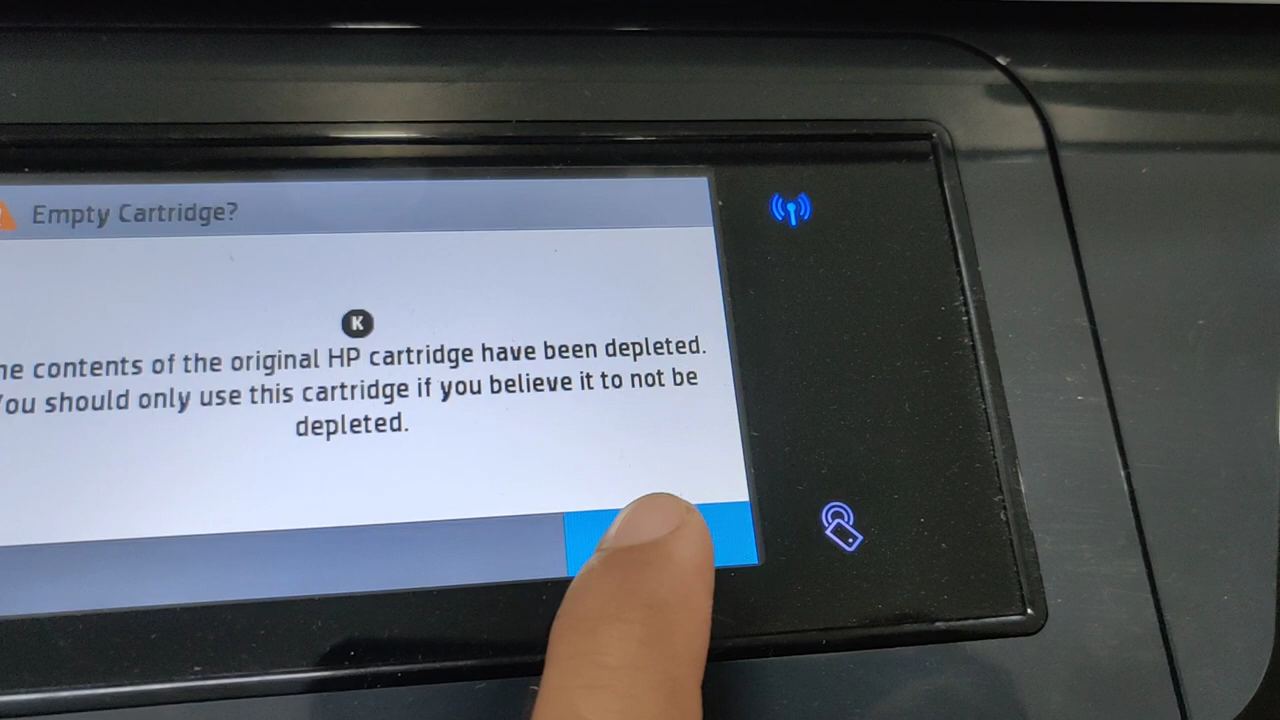 Empty Cartridge?
K
contents of the original HP cartridge have been depleted.
You should only use this cartridge if you believe it to not be
depleted.